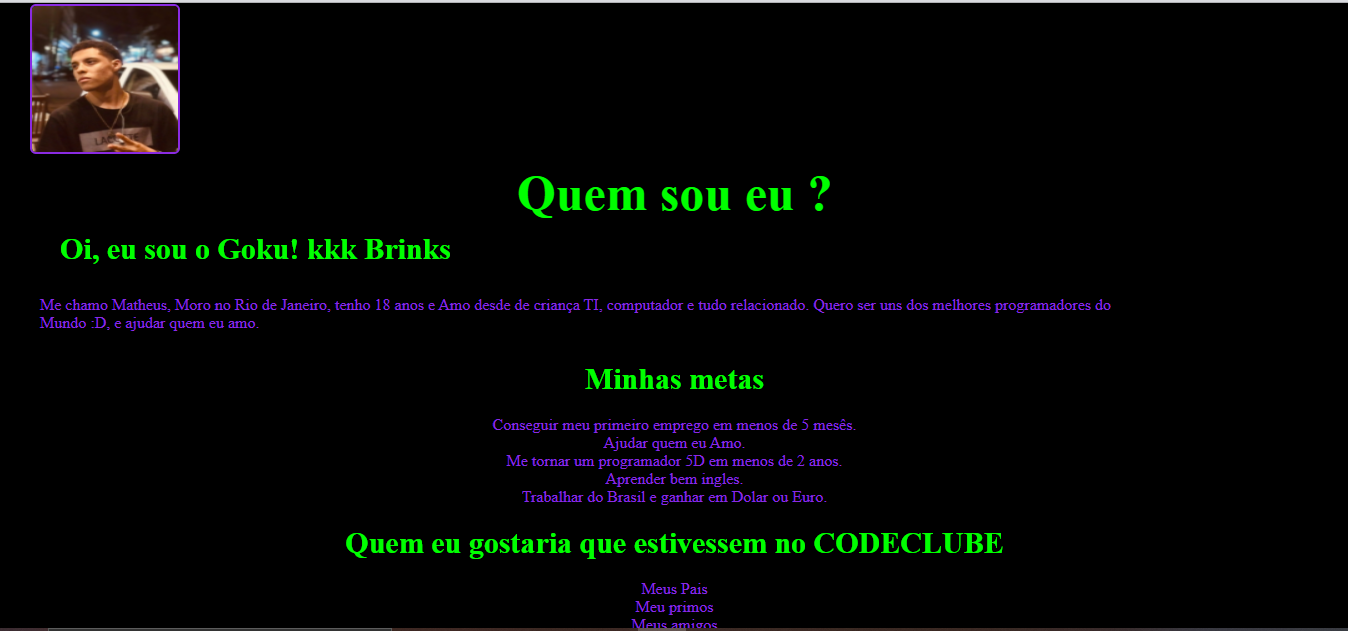 Quem sou eu ?
Oi, eu sou o Goku! kkk Brinks
Me chamo Matheus, Moro no Rio de Janeiro, tenho 18 anos e Amo desde de criança TI, computador e tudo relacionado. Quero ser uns dos melhores programadores do
Mundo :D, e ajudar quem eu amo.
Minhas metas
Conseguir meu primeiro emprego em menos de 5 mesês.
Ajudar quem eu Amo.
Me tornar um programador 5D em menos de 2 anos.
Aprender bem ingles.
Trabalhar do Brasil e ganhar em Dolar ou Euro.
Quem eu gostaria que estivessem no CODECLUBE
Meus Pais
Meu primos
Meus amigos